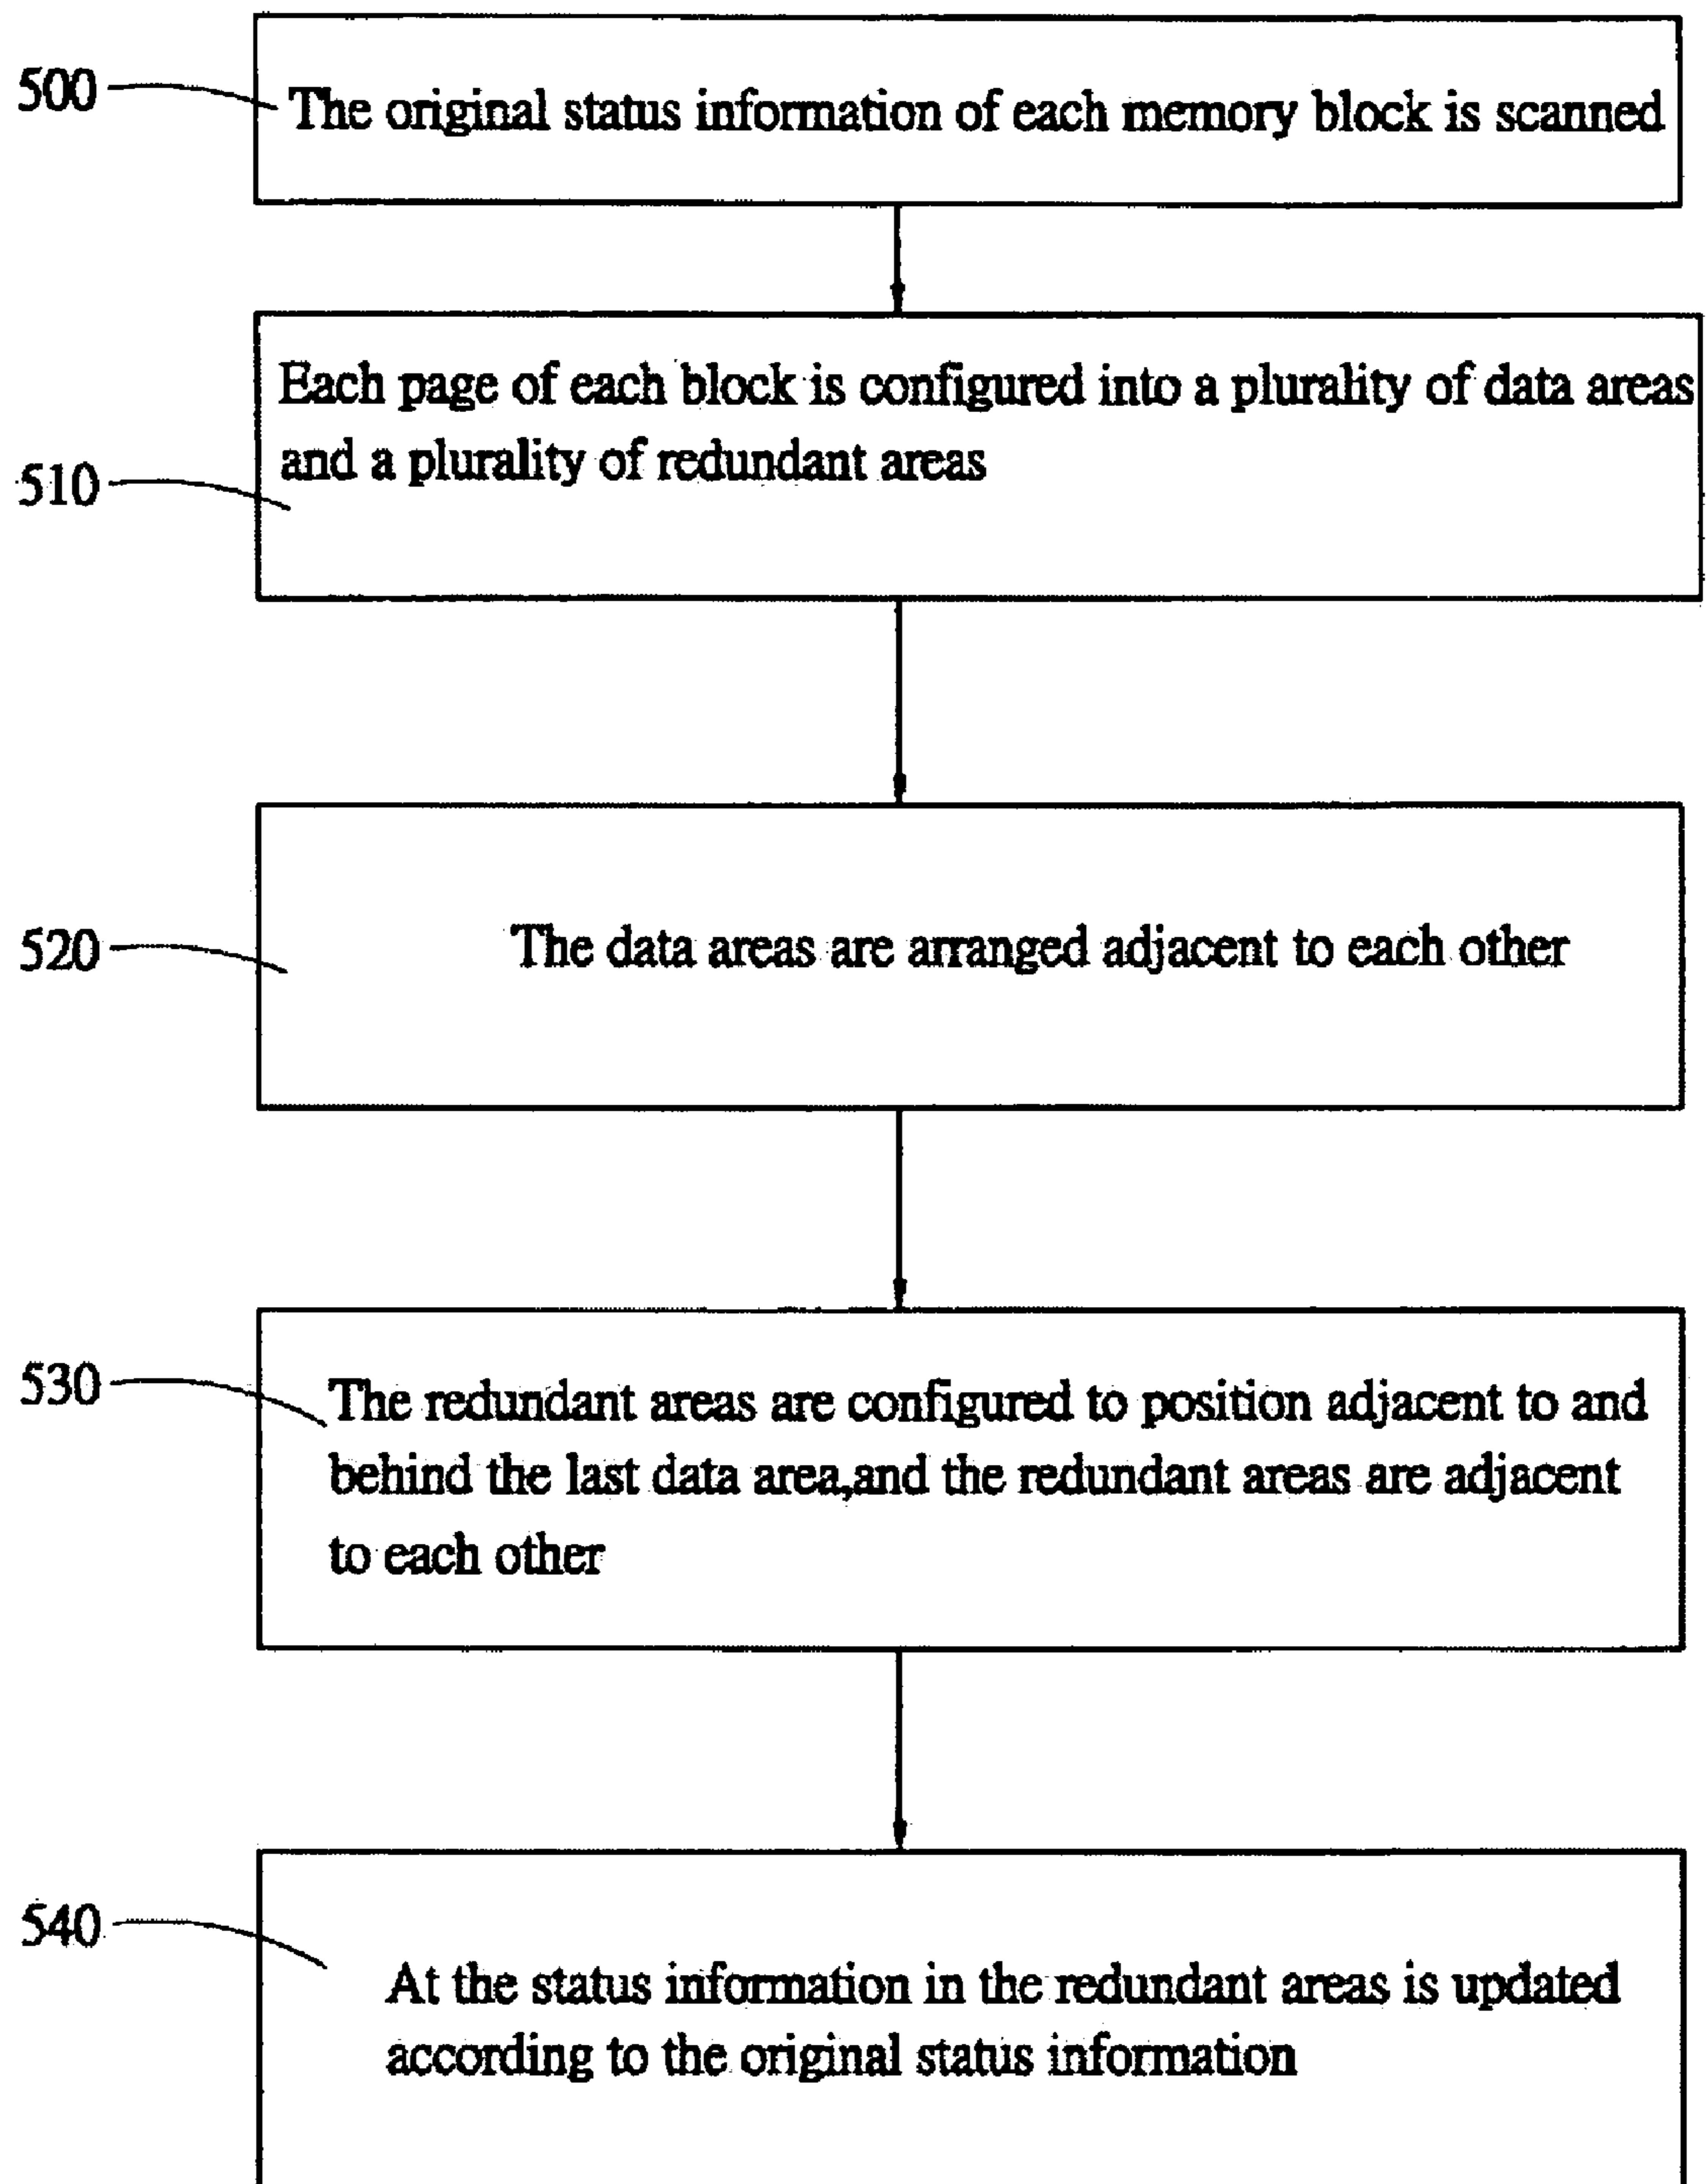 500
The original status information of each memory block is scanned
Each page of each block is configured into a plurality of data areas
and a plurality of redundant areas
510
520
The data areas are arranged adjacent to each other
530
The redundant areas are configured to position adjacent to and
behind the last data area,and the redundant areas are adjacent
to each other
540
At the status information in the redundant areas is updated
according to the original status information